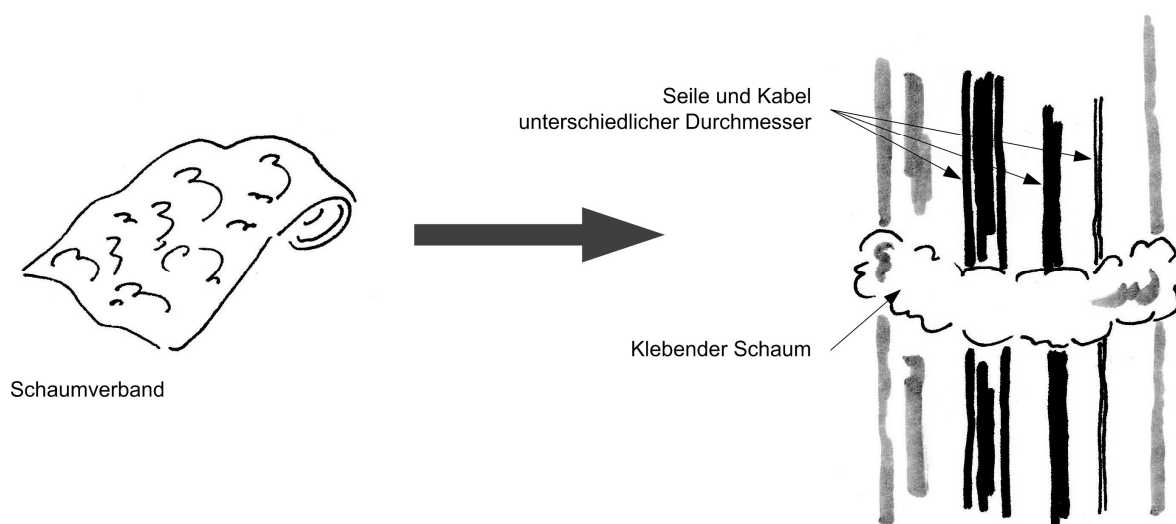 Seile und Kabel
unterschiedlicher Durchmesser
Klebender Schaum
Schaumverband